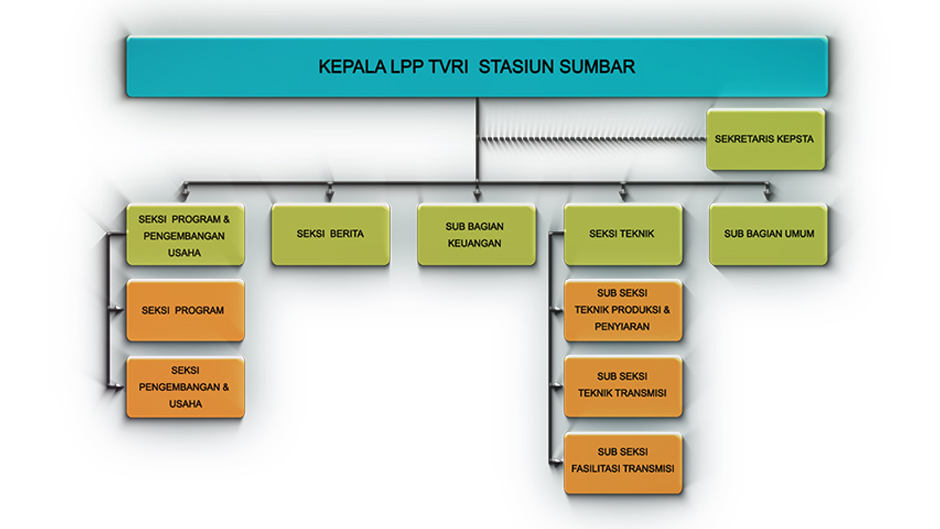 KEPALA LPP TVRI STASIUN SUMBAR
SEKRETARIS KEPSTA
SEKSI PROGRAM &
PENGEMBANGAN
USAHA
SEKSI BERITA
SUB BAGIAN
KEUANGAN
SEKSI TEKNIK
SUB BAGIAN UMUM
SEKSI PROGRAM
SEKSI
PENGEMBANGAN &
USAHA
SUB SEKSI
TEKNIK PRODUKSI &
PENYIARAN
SUB SEKSI
TEKNIK TRANSMISI
SUB SEKSI
FASILITASI TRANSMISI